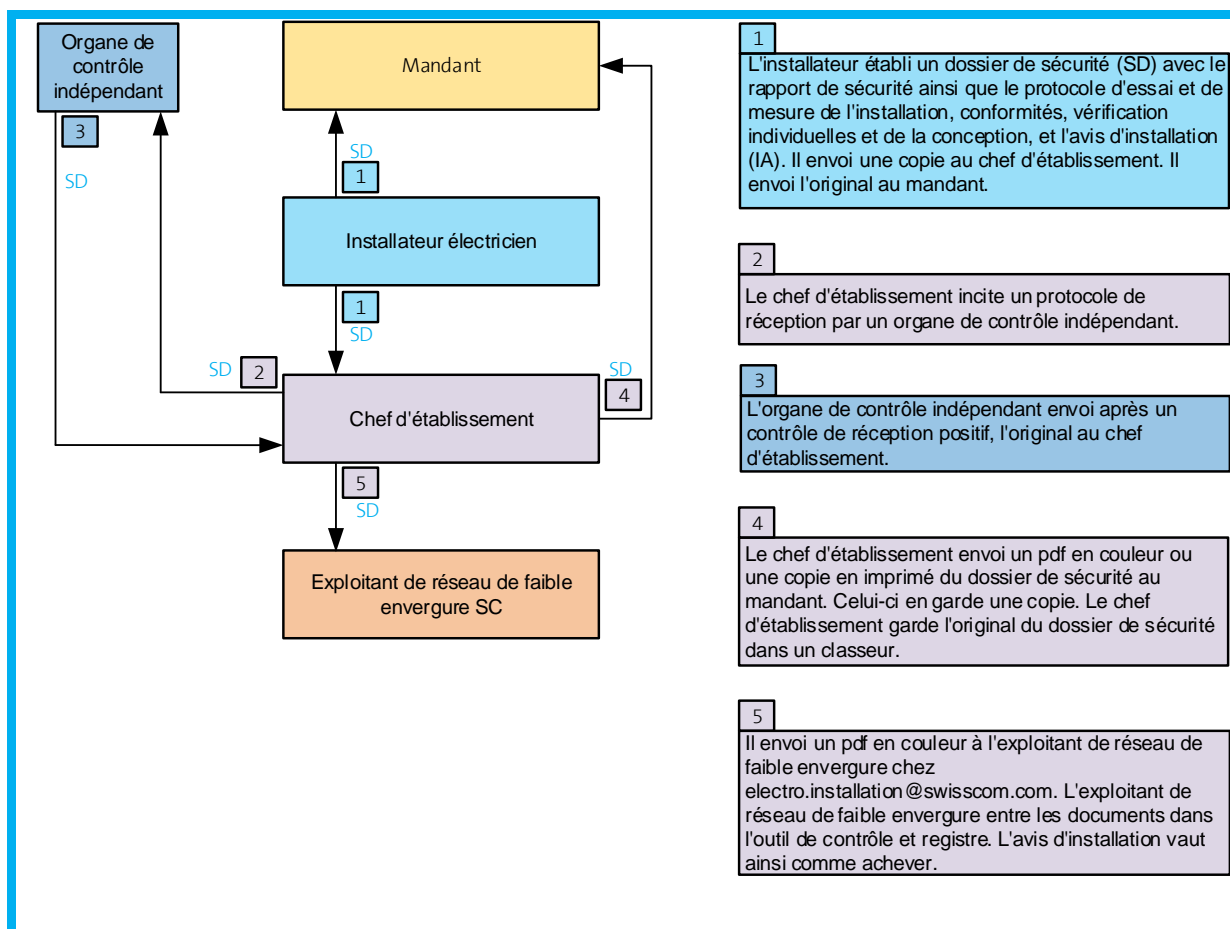 Organe de
contrôle
indépendant
Mandant
3
SD
SD
1
Installateur électricien
1
SD
SD
2
Chef d'établissement
SD
4
5
SD
Exploitant de réseau de faible
envergure SC
1
L'installateur établi un dossier de sécurité (SD) avec le
rapport de sécurité ainsi que le protocole d'essai et de
mesure de l'installation, conformités, vérification
individuelles et de la conception, et l'avis d'installation
(IA). Il envoi une copie au chef d'établissement. Il
envoi l'original au mandant.
2
Le chef d'établissement incite un protocole de
réception par un organe de contrôle indépendant.
3
L'organe de contrôle indépendant envoi après un
contrôle de réception positif, l'original au chef
d'établissement.
4
Le chef d'établissement envoi un pdf en couleur ou
une copie en imprimé du dossier de sécurité au
mandant. Celui-ci en garde une copie. Le chef
d'établissement garde l'original du dossier de sécurité
dans un classeur.
5
Il envoi un pdf en couleur à l'exploitant de réseau de
faible envergure chez
electro.installation@swisscom.com. L'exploitant de
réseau de faible envergure entre les documents dans
l'outil de contrôle et registre. L'avis d'installation vaut
ainsi comme achever.